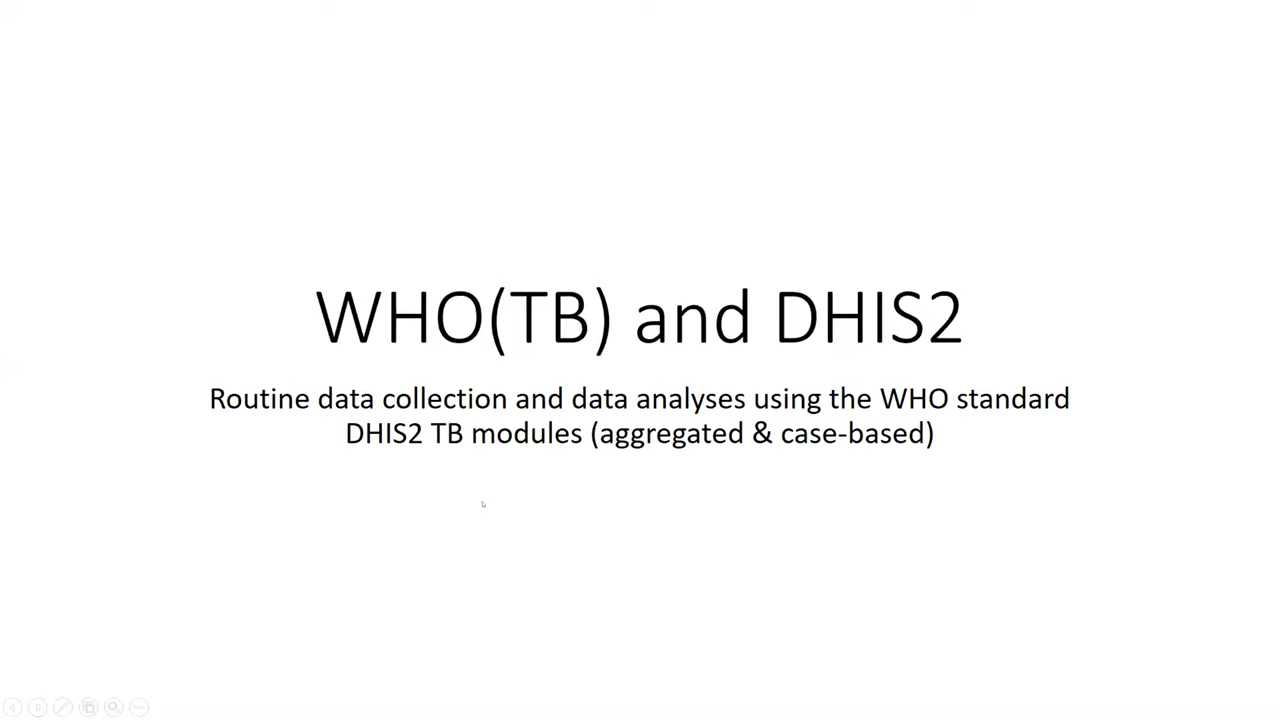 WHO(TB) and DHIS2
Routine data collection and data analyses using the WHO standard
DHIS2 TB modules (aggregated & case-based)